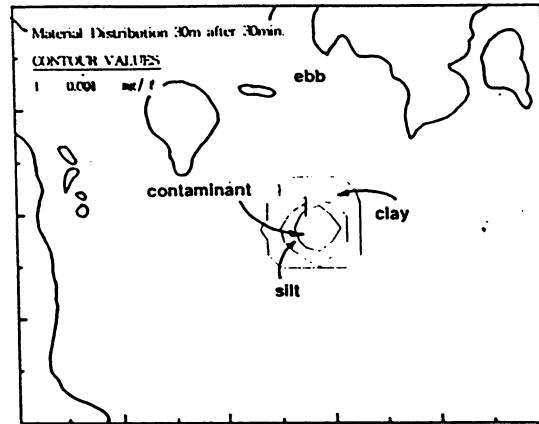 Material Distribution 30m after 30min.
CONTOUR VALUES
1 0.001 mg/ℓ
ebb
contaminant
clay
silt